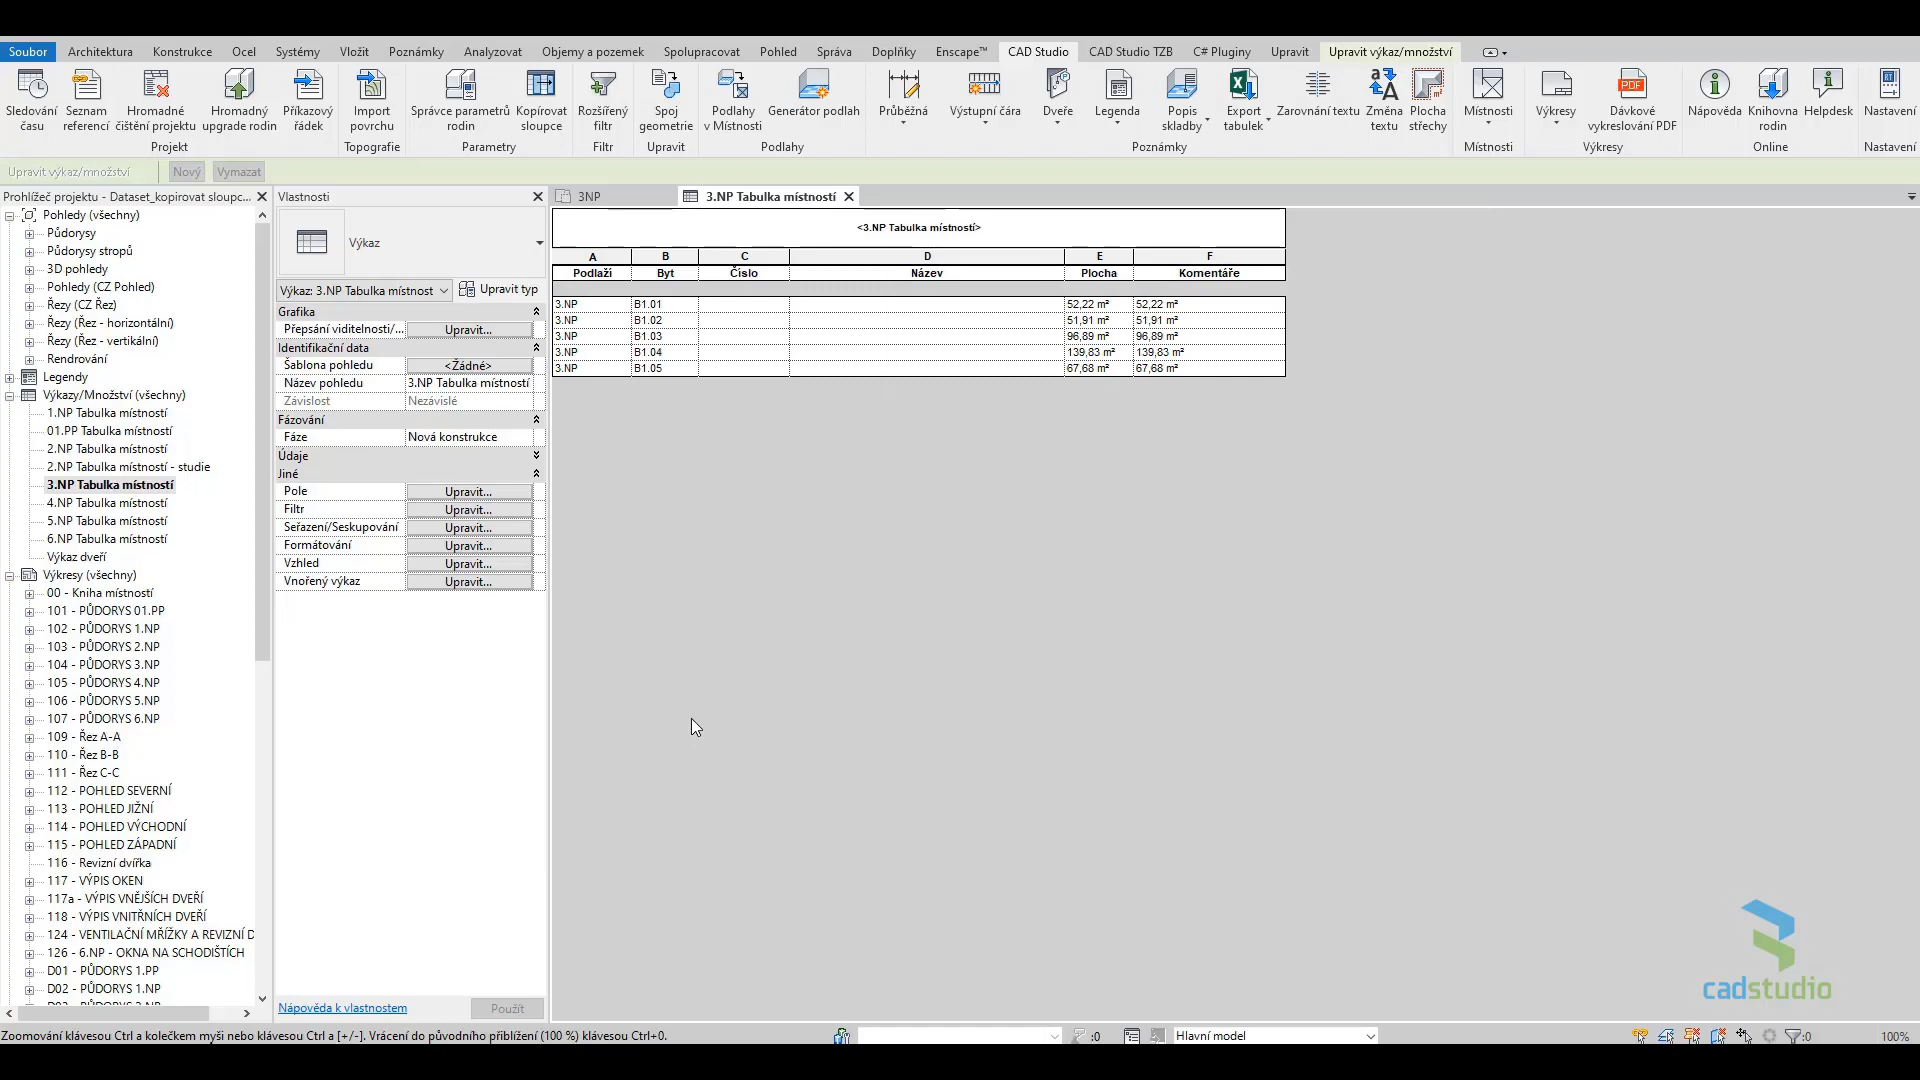 Soubor Architektura Konstrukce Ocel Systémy Vložit Poznámky Analyzovat Objemy a pozemek Spolupracovat Pohled Správa Doplňky Enscape™ CAD Studio CAD Studio TZB C# Pluginy Upravit Upravit výkaz/množství
Sledování času
Seznam referencí
Hromadné čištění projektu
Hromadný upgrade rodin
Příkazový řádek
Import povrchu
Správce parametrů rodin
Kopírovat sloupce
Rozšířený filtr
Spoj geometrie
Podlahy v Místnosti
Generátor podlah
Průběžná
Výstupní čára
Dveře
Legenda
Popis skladby
Export tabulek
Zarovnání textu
Změna textu
Plocha střechy
Místnosti
Výkresy
Dávkové vykreslování PDF
Nápověda
Knihovna rodin
Helpdesk
Nastavení
Projekt Topografie Parametry Filtr Upravit Podlahy Poznámky Místnosti Výkresy Online Nastavení
Upravit výkaz/množství Nový Vymazat
Prohlížeč projektu - Dataset_kopirovat sloupc...
Pohledy (všechny)
Půdorysy
Půdorysy stropů
3D pohledy
Pohledy (CZ Pohled)
Řezy (CZ Řez)
Řezy (Řez - horizontální)
Řezy (Řez - vertikální)
Rendrování
Legendy
Výkazy/Množství (všechny)
1.NP Tabulka místností
01.PP Tabulka místností
2.NP Tabulka místností
2.NP Tabulka místností - studie
3.NP Tabulka místností
4.NP Tabulka místností
5.NP Tabulka místností
6.NP Tabulka místností
Výkaz dveří
Výkresy (všechny)
00 - Kniha místností
101 - PŮDORYS 01.PP
102 - PŮDORYS 1.NP
103 - PŮDORYS 2.NP
104 - PŮDORYS 3.NP
105 - PŮDORYS 4.NP
106 - PŮDORYS 5.NP
107 - PŮDORYS 6.NP
109 - Řez A-A
110 - Řez B-B
111 - Řez C-C
112 - POHLED SEVERNÍ
113 - POHLED JIŽNÍ
114 - POHLED VÝCHODNÍ
115 - POHLED ZÁPADNÍ
116 - Revizní dvířka
117 - VÝPIS OKEN
117a - VÝPIS VNĚJŠÍCH DVEŘÍ
118 - VÝPIS VNITŘNÍCH DVEŘÍ
124 - VENTILAČNÍ MŘÍŽKY A REVIZNÍ D
126 - 6.NP - OKNA NA SCHODIŠTÍCH
D01 - PŮDORYS 1.PP
D02 - PŮDORYS 1.NP
Vlastnosti
Výkaz
Výkaz: 3.NP Tabulka místnost Upravit typ
Grafika
Přepsání viditelnosti/... Upravit...
Identifikační data
Šablona pohledu <Žádné>
Název pohledu 3.NP Tabulka místností
Závislost Nezávislé
Fázování
Fáze Nová konstrukce
Údaje
Jiné
Pole Upravit...
Filtr Upravit...
Seřazení/Seskupování Upravit...
Formátování Upravit...
Vzhled Upravit...
Vnořený výkaz Upravit...
Nápověda k vlastnostem Použít
3NP 3.NP Tabulka místností
<3.NP Tabulka místností>
A B C D E F
Podlaží Byt Číslo Název Plocha Komentáře
3.NP B1.01 52,22 m² 52,22 m²
3.NP B1.02 51,91 m² 51,91 m²
3.NP B1.03 96,89 m² 96,89 m²
3.NP B1.04 139,83 m² 139,83 m²
3.NP B1.05 67,68 m² 67,68 m²
cadstudio
Zoomování klávesou Ctrl a kolečkem myši nebo klávesou Ctrl a [+/-]. Vrácení do původního přiblížení (100 %) klávesou Ctrl+0. :0 Hlavní model :0 100%